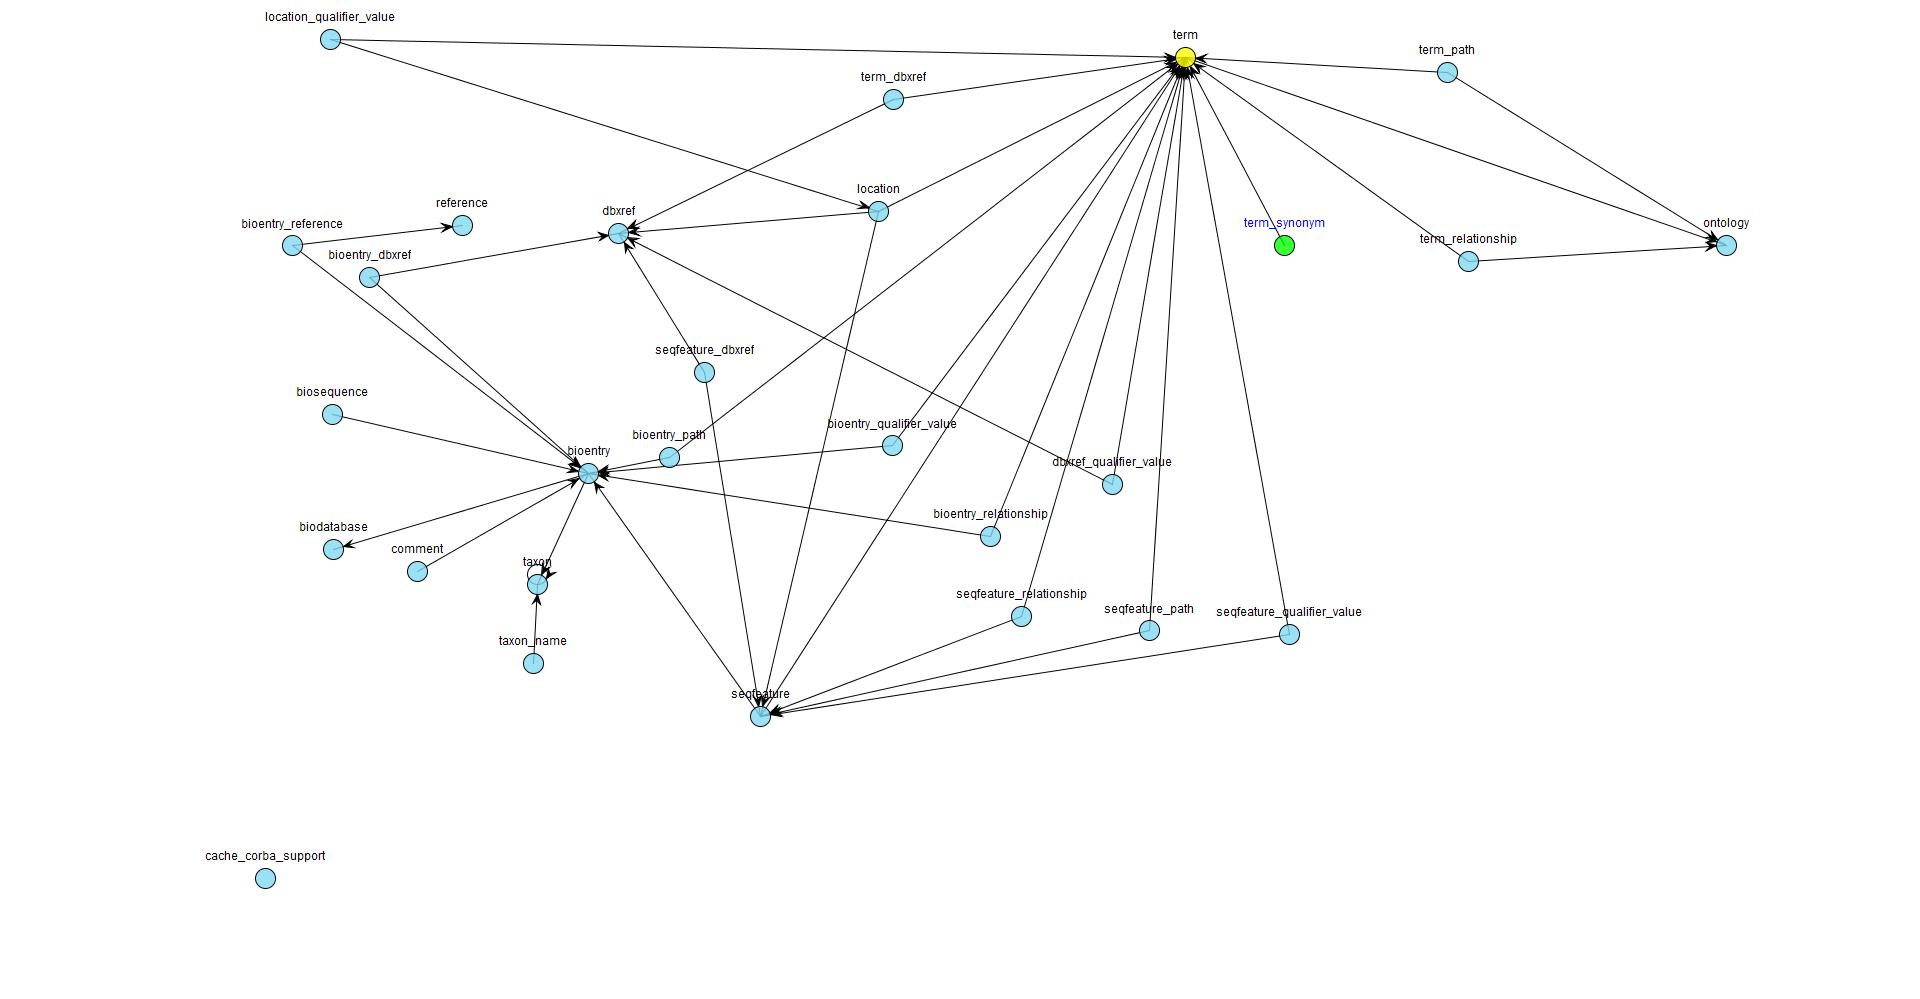 location_qualifier_value
term
term_path
term_dbxref
location
reference
dbxref
bioentry_reference
term_synonym
ontology
term_relationship
bioentry_dbxref
seqfeature_dbxref
biosequence
bioentry_qualifier_value
bioentry_path
bioentry
dbxref_qualifier_value
bioentry_relationship
biodatabase
comment
taxon
seqfeature_relationship
seqfeature_path
seqfeature_qualifier_value
taxon_name
seqfeature
cache_corba_support